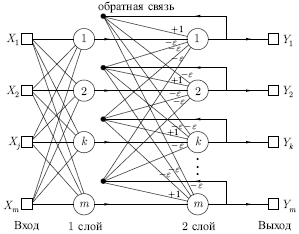 обратная связь
X₁ 1 +1 −ε −ε 1 Y₁
X₂ 2 −ε +1 −ε −ε 2 Y₂
Xⱼ k −ε −ε +1 −ε k Yₖ
Xₘ m −ε −ε −ε +1 m Yₘ
Вход 1 слой 2 слой Выход